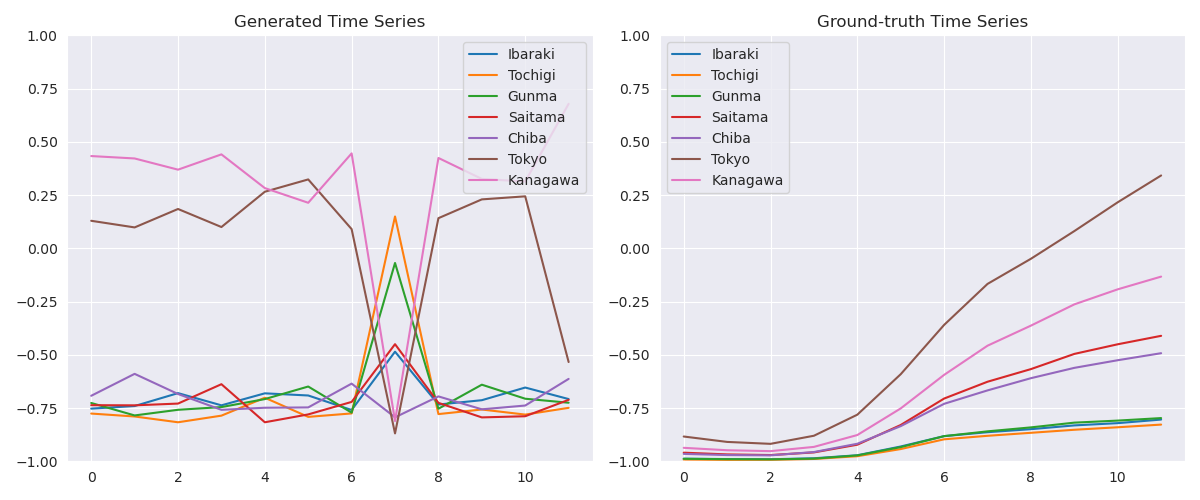 Generated Time Series
1.00
0.75
0.50
0.25
0.00
−0.25
−0.50
−0.75
−1.00
0 2 4 6 8 10
Ibaraki
Tochigi
Gunma
Saitama
Chiba
Tokyo
Kanagawa
Ground-truth Time Series
1.00
0.75
0.50
0.25
0.00
−0.25
−0.50
−0.75
−1.00
0 2 4 6 8 10
Ibaraki
Tochigi
Gunma
Saitama
Chiba
Tokyo
Kanagawa